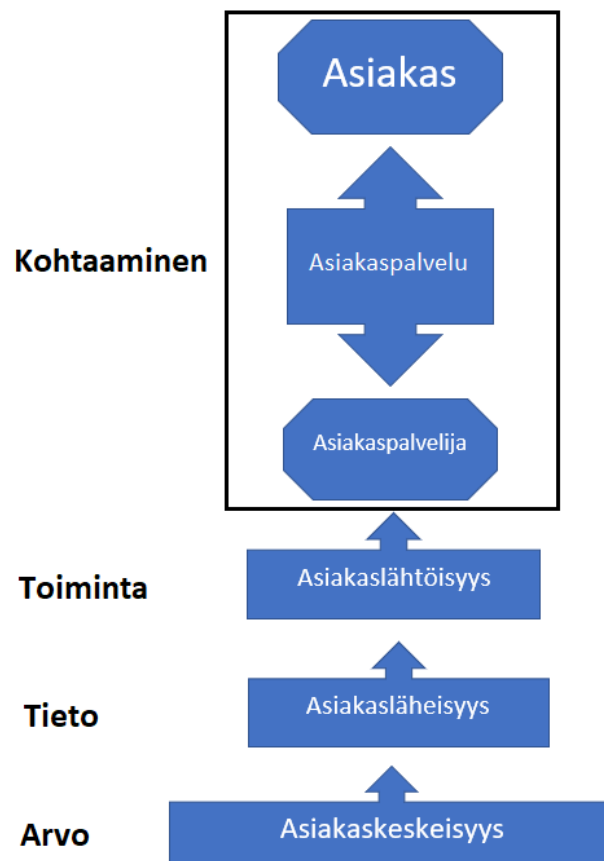 Asiakas
Kohtaaminen
Asiakaspalvelu
Asiakaspalvelija
Toiminta
Asiakaslähtöisyys
Tieto
Asiakasläheisyys
Arvo
Asiakaskeskeisyys